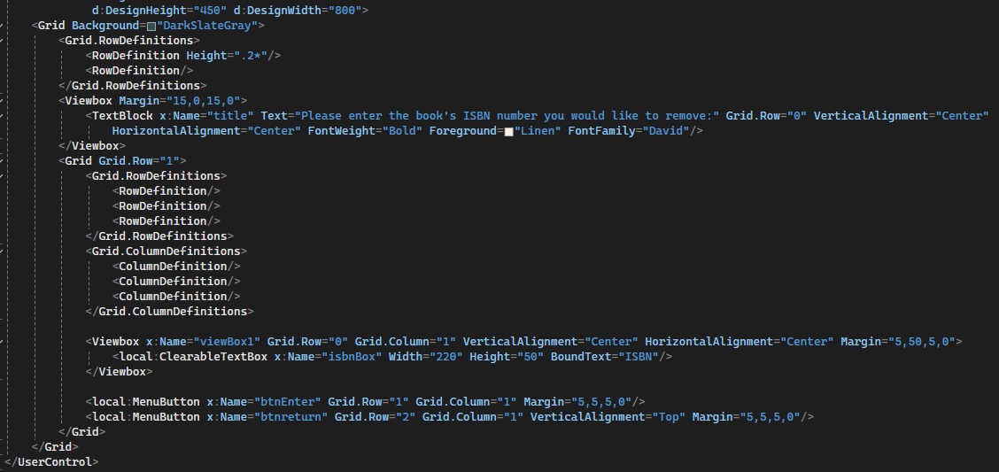 d:DesignHeight="450" d:DesignWidth="800">
<Grid Background="DarkSlateGray">
<Grid.RowDefinitions>
<RowDefinition Height=".2*"/>
<RowDefinition/>
</Grid.RowDefinitions>
<Viewbox Margin="15,0,15,0">
<TextBlock x:Name="title" Text="Please enter the book's ISBN number you would like to remove:" Grid.Row="0" VerticalAlignment="Center"
HorizontalAlignment="Center" FontWeight="Bold" Foreground="Linen" FontFamily="David"/>
</Viewbox>
<Grid Grid.Row="1">
<Grid.RowDefinitions>
<RowDefinition/>
<RowDefinition/>
<RowDefinition/>
</Grid.RowDefinitions>
<Grid.ColumnDefinitions>
<ColumnDefinition/>
<ColumnDefinition/>
<ColumnDefinition/>
</Grid.ColumnDefinitions>
<Viewbox x:Name="viewBox1" Grid.Row="0" Grid.Column="1" VerticalAlignment="Center" HorizontalAlignment="Center" Margin="5,50,5,0">
<local:ClearableTextBox x:Name="isbnBox" Width="220" Height="50" BoundText="ISBN"/>
</Viewbox>
<local:MenuButton x:Name="btnEnter" Grid.Row="1" Grid.Column="1" Margin="5,5,5,0"/>
<local:MenuButton x:Name="btnreturn" Grid.Row="2" Grid.Column="1" VerticalAlignment="Top" Margin="5,5,5,0"/>
</Grid>
</Grid>
</UserControl>